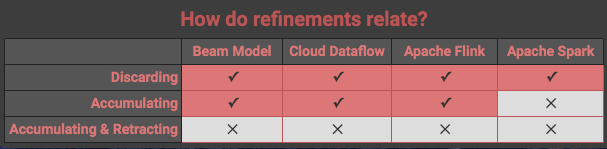 How do refinements relate?
Beam Model Cloud Dataflow Apache Flink Apache Spark
Discarding ✓ ✓ ✓ ✓
Accumulating ✓ ✓ ✓ ×
Accumulating & Retracting × × × ×